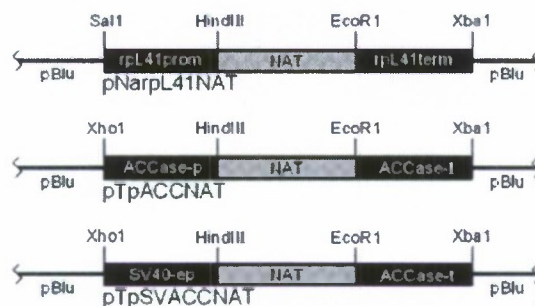 Sal1 HindIII EcoR1 Xba1
rpL41prom NAT rpL41term
pBlu pBlu
pNarpL41NAT
Xho1 HindIII EcoR1 Xba1
ACCase-p NAT ACCase-t
pBlu pBlu
pTpACCNAT
Xho1 HindIII EcoR1 Xba1
SV40-ep NAT ACCase-t
pBlu pBlu
pTpSVACCNAT